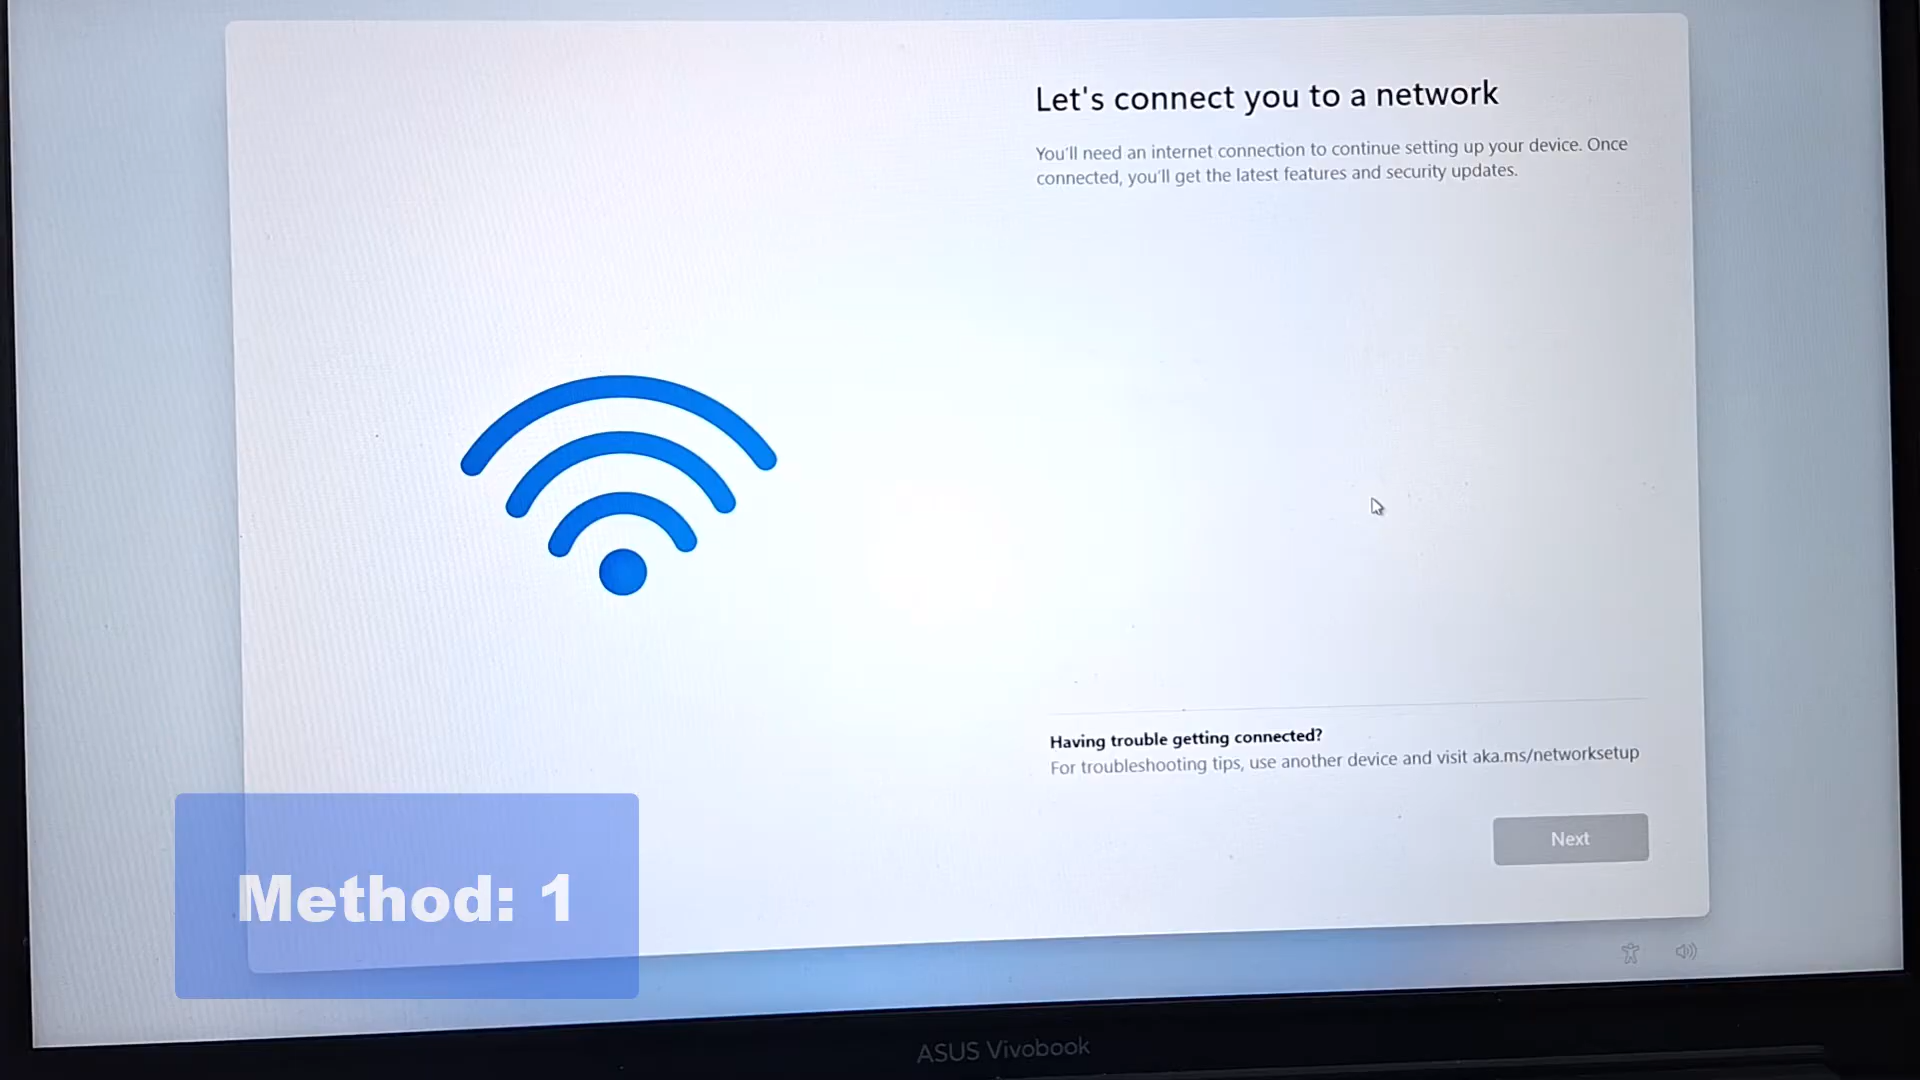 Let's connect you to a network
You'll need an internet connection to continue setting up your device. Once
connected, you'll get the latest features and security updates.
Having trouble getting connected?
For troubleshooting tips, use another device and visit aka.ms/networksetup
Next
Method: 1
ASUS Vivobook